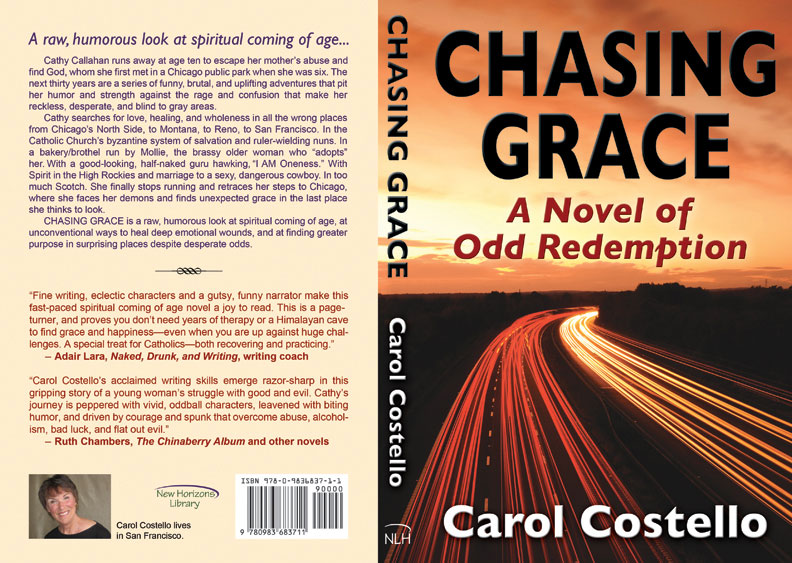 A raw, humorous look at spiritual coming of age...
Cathy Callahan runs away at age ten to escape her mother's abuse and
find God, whom she first met in a Chicago public park when she was six. The
next thirty years are a series of funny, brutal, and uplifting adventures that pit
her humor and strength against the rage and confusion that make her
reckless, desperate, and blind to gray areas.
Cathy searches for love, healing, and wholeness in all the wrong places
from Chicago's North Side, to Montana, to Reno, to San Francisco. In the
Catholic Church's byzantine system of salvation and ruler-wielding nuns. In
a bakery/brothel run by Mollie, the brassy older woman who "adopts"
her. With a good-looking, half-naked guru hawking, "I AM Oneness." With
Spirit in the High Rockies and marriage to a sexy, dangerous cowboy. In too
much Scotch. She finally stops running and retraces her steps to Chicago,
where she faces her demons and finds unexpected grace in the last place
she thinks to look.
CHASING GRACE is a raw, humorous look at spiritual coming of age, at
unconventional ways to heal deep emotional wounds, and at finding greater
purpose in surprising places despite desperate odds.
"Fine writing, eclectic characters and a gutsy, funny narrator make this
fast-paced spiritual coming of age novel a joy to read. This is a page-
turner, and proves you don't need years of therapy or a Himalayan cave
to find grace and happiness—even when you are up against huge chal-
lenges. A special treat for Catholics—both recovering and practicing."
– Adair Lara, Naked, Drunk, and Writing, writing coach
"Carol Costello's acclaimed writing skills emerge razor-sharp in this
gripping story of a young woman's struggle with good and evil. Cathy's
journey is peppered with vivid, oddball characters, leavened with biting
humor, and driven by courage and spunk that overcome abuse, alcohol-
ism, bad luck, and flat out evil."
– Ruth Chambers, The Chinaberry Album and other novels
Carol Costello lives
in San Francisco.
New Horizons
Library
ISBN 978-0-9836837-1-1
90000
9 780983 683711
CHASING GRACE
Carol Costello
NLH
CHASING
GRACE
A Novel of
Odd Redemption
Carol Costello